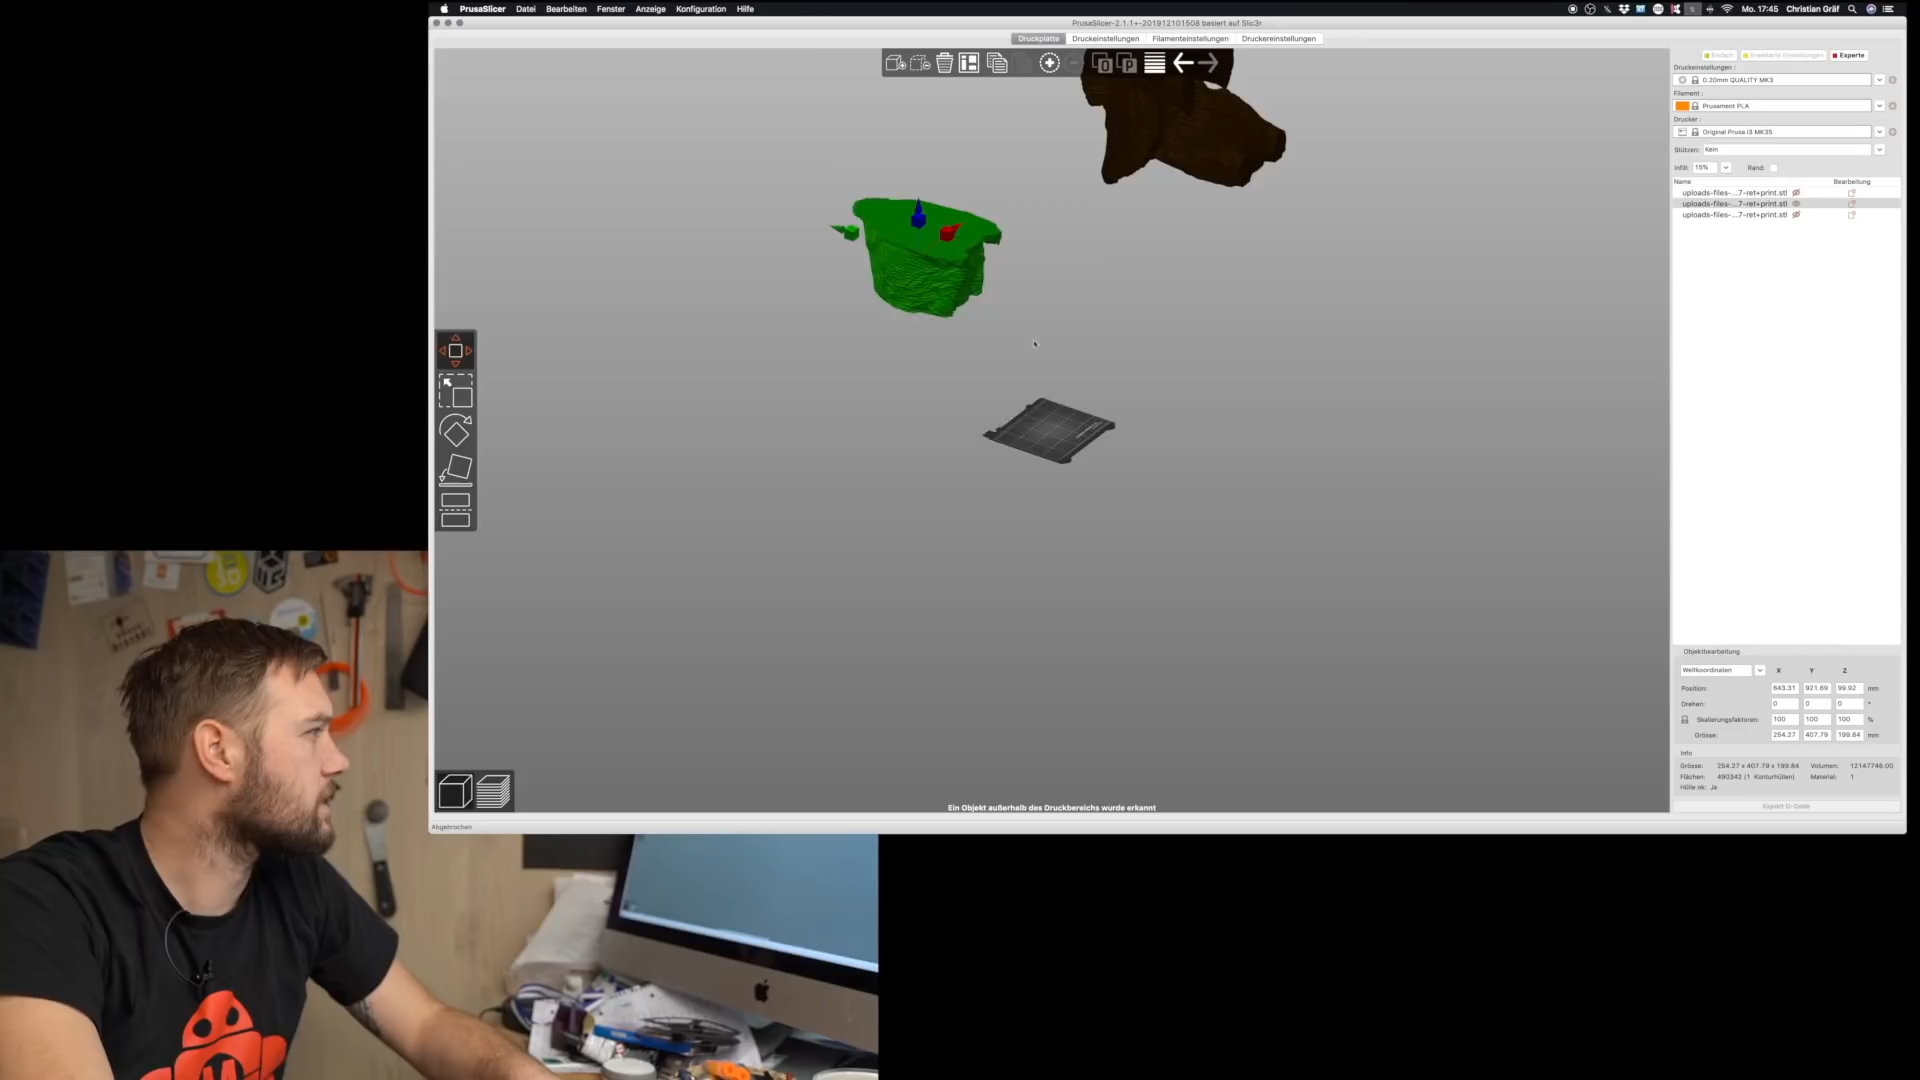 PrusaSlicer Datei Bearbeiten Fenster Anzeige Konfiguration Hilfe
Mo. 17:45 Christian Gräf
PrusaSlicer-2.1.1+-201912101508 basiert auf Slic3r
Druckplatte Druckeinstellungen Filamenteinstellungen Druckereinstellungen
Einfach Erweiterte Einstellungen Experte
Druckeinstellungen :
0.20mm QUALITY MK3
Filament :
Prusament PLA
Drucker :
Original Prusa i3 MK3S
Stützen: Kein
Infill: 15% Rand:
Name Bearbeitung
uploads-files-...7-ret+print.stl
uploads-files-...7-ret+print.stl
uploads-files-...7-ret+print.stl
Objektbearbeitung
Weltkoordinaten X Y Z
Position: 643.31 921.69 99.92 mm
Drehen: 0 0 0 °
Skalierungsfaktoren: 100 100 100 %
Grösse: 254.27 407.79 199.84 mm
Info
Grösse: 254.27 x 407.79 x 199.84 Volumen: 12147746.00
Flächen: 490342 (1 Konturhüllen) Material: 1
Hülle ok: Ja
Export G-Code
Ein Objekt außerhalb des Druckbereichs wurde erkannt
Abgebrochen